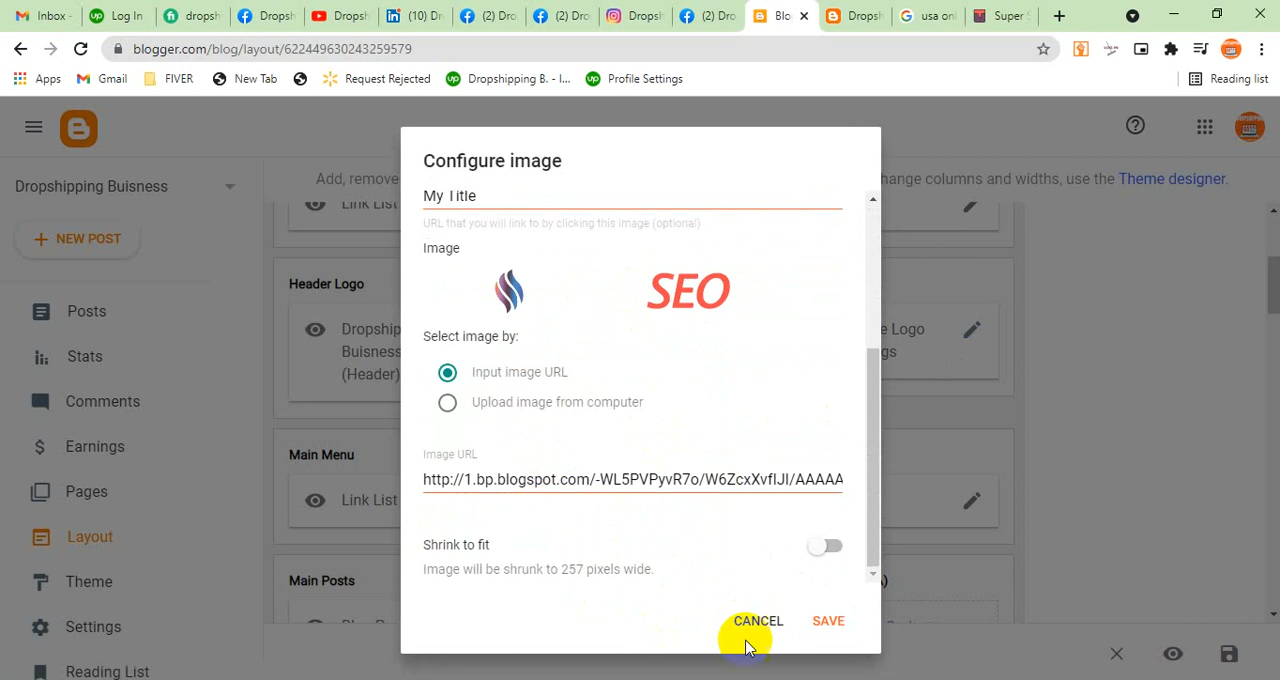 Inbox -
Log In
dropsh
Dropsh
Dropsh
(10) D
(2) Dro
(2) Dro
Dropsh
(2) Dro
Blo
Dropsh
usa onl
Super S
blogger.com/blog/layout/622449630243259579
Apps
Gmail
FIVER
New Tab
Request Rejected
Dropshipping B. - I...
Profile Settings
Reading list
Dropshipping Buisness
NEW POST
Posts
Stats
Comments
Earnings
Pages
Layout
Theme
Settings
Reading List
Add, remove
hange columns and widths, use the Theme designer.
Link List
Header Logo
Dropship
Buisness
(Header)
e Logo
gs
Main Menu
Link List
Main Posts
Configure image
My Title
URL that you will link to by clicking this image (optional)
Image
SEO
Select image by:
Input image URL
Upload image from computer
Image URL
http://1.bp.blogspot.com/-WL5PVPyvR7o/W6ZcxXvfIJI/AAAAA
Shrink to fit
Image will be shrunk to 257 pixels wide.
CANCEL
SAVE